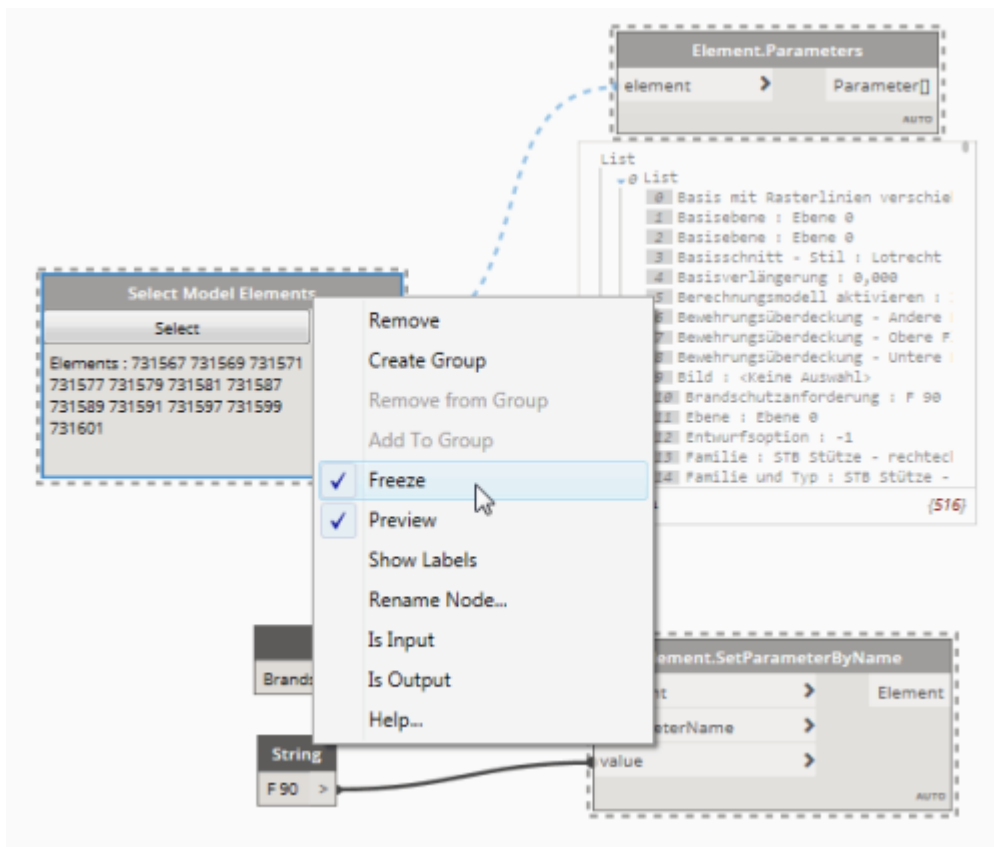 Element.Parameters
element > Parameter[]
AUTO
List
0 List
0 Basis mit Rasterlinien verschie
1 Basisebene : Ebene 0
2 Basisebene : Ebene 0
3 Basisschnitt - Stil : Lotrecht
4 Basisverlängerung : 0,000
5 Berechnungsmodell aktivieren :
6 Bewehrungsüberdeckung - Andere
7 Bewehrungsüberdeckung - Obere F
8 Bewehrungsüberdeckung - Untere
9 Bild : <Keine Auswahl>
10 Brandschutzanforderung : F 90
11 Ebene : Ebene 0
12 Entwurfsoption : -1
13 Familie : STB Stütze - rechtec
14 Familie und Typ : STB Stütze -
{516}
Select Model Elements
Select
Elements : 731567 731569 731571
731577 731579 731581 731587
731589 731591 731597 731599
731601
Remove
Create Group
Remove from Group
Add To Group
Freeze
Preview
Show Labels
Rename Node...
Is Input
Is Output
Help...
Brands
String
F 90 >
ement.SetParameterByName
t > Element
eterName >
value >
AUTO